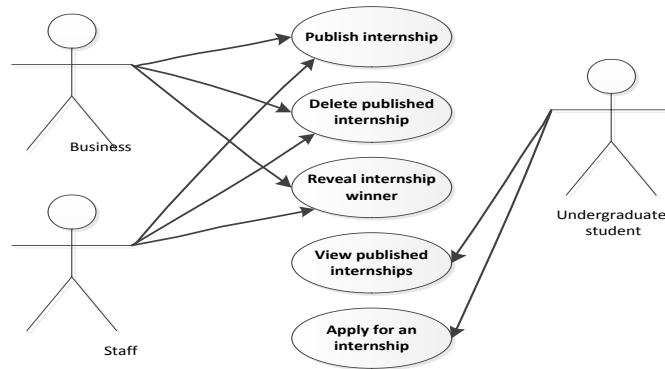 Publish internship
Delete published
internship
Business
Reveal internship
winner
Undergraduate
student
View published
internships
Apply for an
internship
Staff